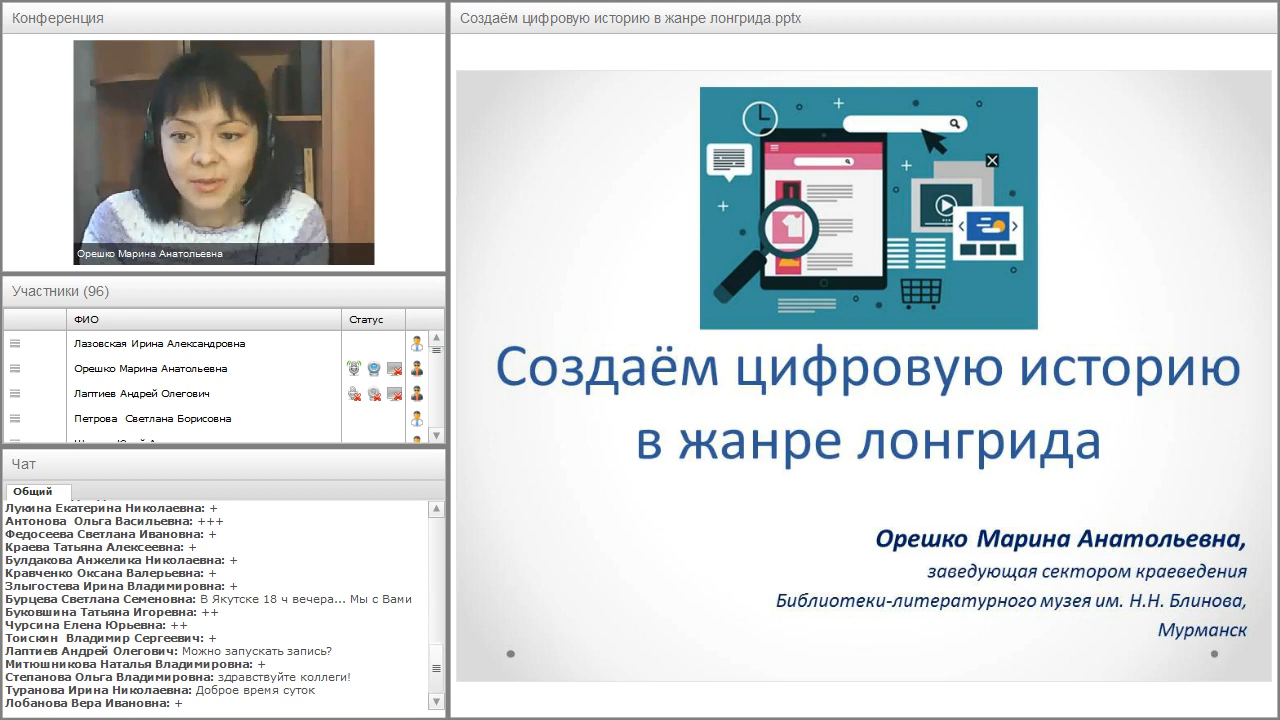 Конференция
Орешко Марина Анатольевна
Участники (96)
ФИО
Статус
Лазовская Ирина Александровна
Орешко Марина Анатольевна
Лаптиев Андрей Олегович
Петрова Светлана Борисовна
Чат
Общий
Лукина Екатерина Николаевна: +
Антонова Ольга Васильевна: +++
Федосеева Светлана Ивановна: +
Краева Татьяна Алексеевна: +
Булдакова Анжелика Николаевна: +
Кравченко Оксана Валерьевна: +
Злыгостева Ирина Владимировна: +
Бурцева Светлана Семеновна: В Якутске 18 ч вечера... Мы с Вами
Буковшина Татьяна Игоревна: ++
Чурсина Елена Юрьевна: ++
Тоискин Владимир Сергеевич: +
Лаптиев Андрей Олегович: Можно запускать запись?
Митюшникова Наталья Владимировна: +
Степанова Ольга Владимировна: здравствуйте коллеги!
Туранова Ирина Николаевна: Доброе время суток
Лобанова Вера Ивановна: +
Создаём цифровую историю в жанре лонгрида.pptx
Создаём цифровую историю
в жанре лонгрида
Орешко Марина Анатольевна,
заведующая сектором краеведения
Библиотеки-литературного музея им. Н.Н. Блинова,
Мурманск